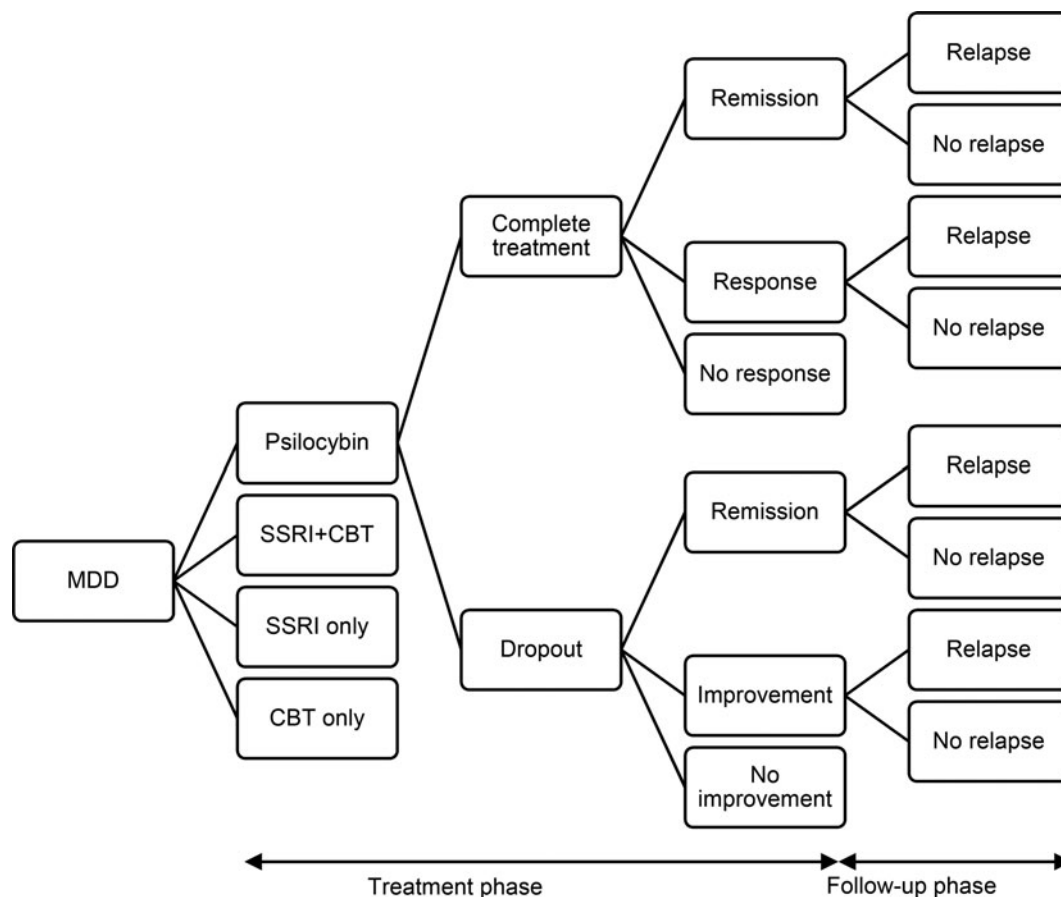 MDD
Psilocybin
SSRI+CBT
SSRI only
CBT only
Complete
treatment
Dropout
Remission
Response
No response
Remission
Improvement
No
improvement
Relapse
No relapse
Relapse
No relapse
Relapse
No relapse
Relapse
No relapse
Treatment phase
Follow-up phase